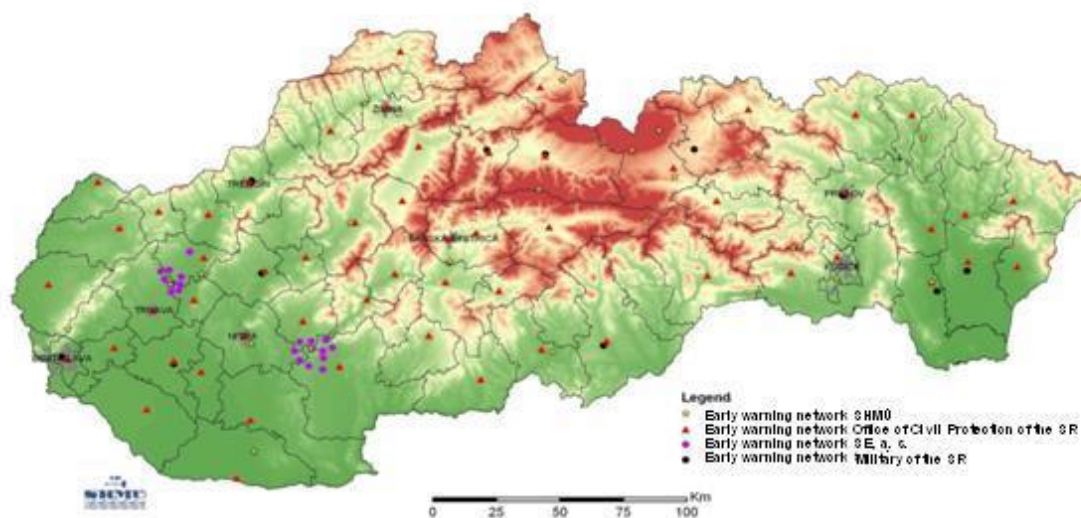 ŽILINA
TRENČÍN
PREŠOV
BANSKÁ BYSTRICA
KOŠICE
TRNAVA
NITRA
BRATISLAVA
Legend
Early warning network SHMÚ
Early warning network Office of Civil Protection of the SR
Early warning network SE, a. s.
Early warning network Military of the SR
SHMÚ
Km
0 25 50 75 100